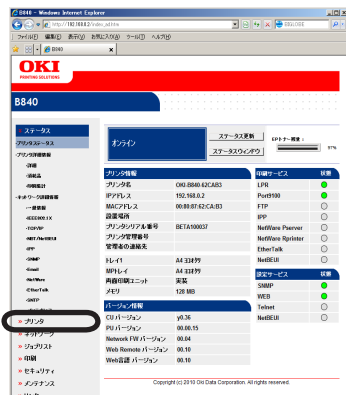 B840 - Windows Internet Explorer
http://192.168.0.2/index_ad.htm
BIGLOBE
ファイル(F) 編集(E) 表示(V) お気に入り(A) ツール(T) ヘルプ(H)
B840
OKI
PRINTING SOLUTIONS
B840
ステータス
プリンタステータス
プリンタ詳細情報
詳細
消耗品
印刷集計
ネットワーク詳細情報
一般情報
IEEE802.1X
TCP/IP
NBT/NetBEUI
IPP
SNMP
Email
NetWare
EtherTalk
SNTP
» プリンタ
» ネットワーク
» ジョブリスト
» 印刷
» セキュリティ
» メンテナンス
オンライン
ステータス更新
ステータスウィンドウ
EPトナー残量 :
97%
プリンタ情報
プリンタ名 OKI-B840-62CAB3
IPアドレス 192.168.0.2
MACアドレス 00:80:87:62:CA:B3
設置場所
プリンタシリアル番号 BETA100037
プリンタ管理番号
管理者の連絡先
トレイ1 A4 ヨコオクリ
MPトレイ A4 ヨコオクリ
両面印刷ユニット 実装
メモリ 128 MB
バージョン情報
CU バージョン y0.36
PU バージョン 00.00.15
Network FW バージョン 00.04
Web Remote バージョン 00.10
Web言語 バージョン 00.10
印刷サービス 状態
LPR
Port9100
FTP
IPP
NetWare Pserver
NetWare Rprinter
EtherTalk
NetBEUI
設定サービス 状態
SNMP
WEB
Telnet
NetBEUI
Copyright (c) 2010 Oki Data Corporation. All rights reserved.